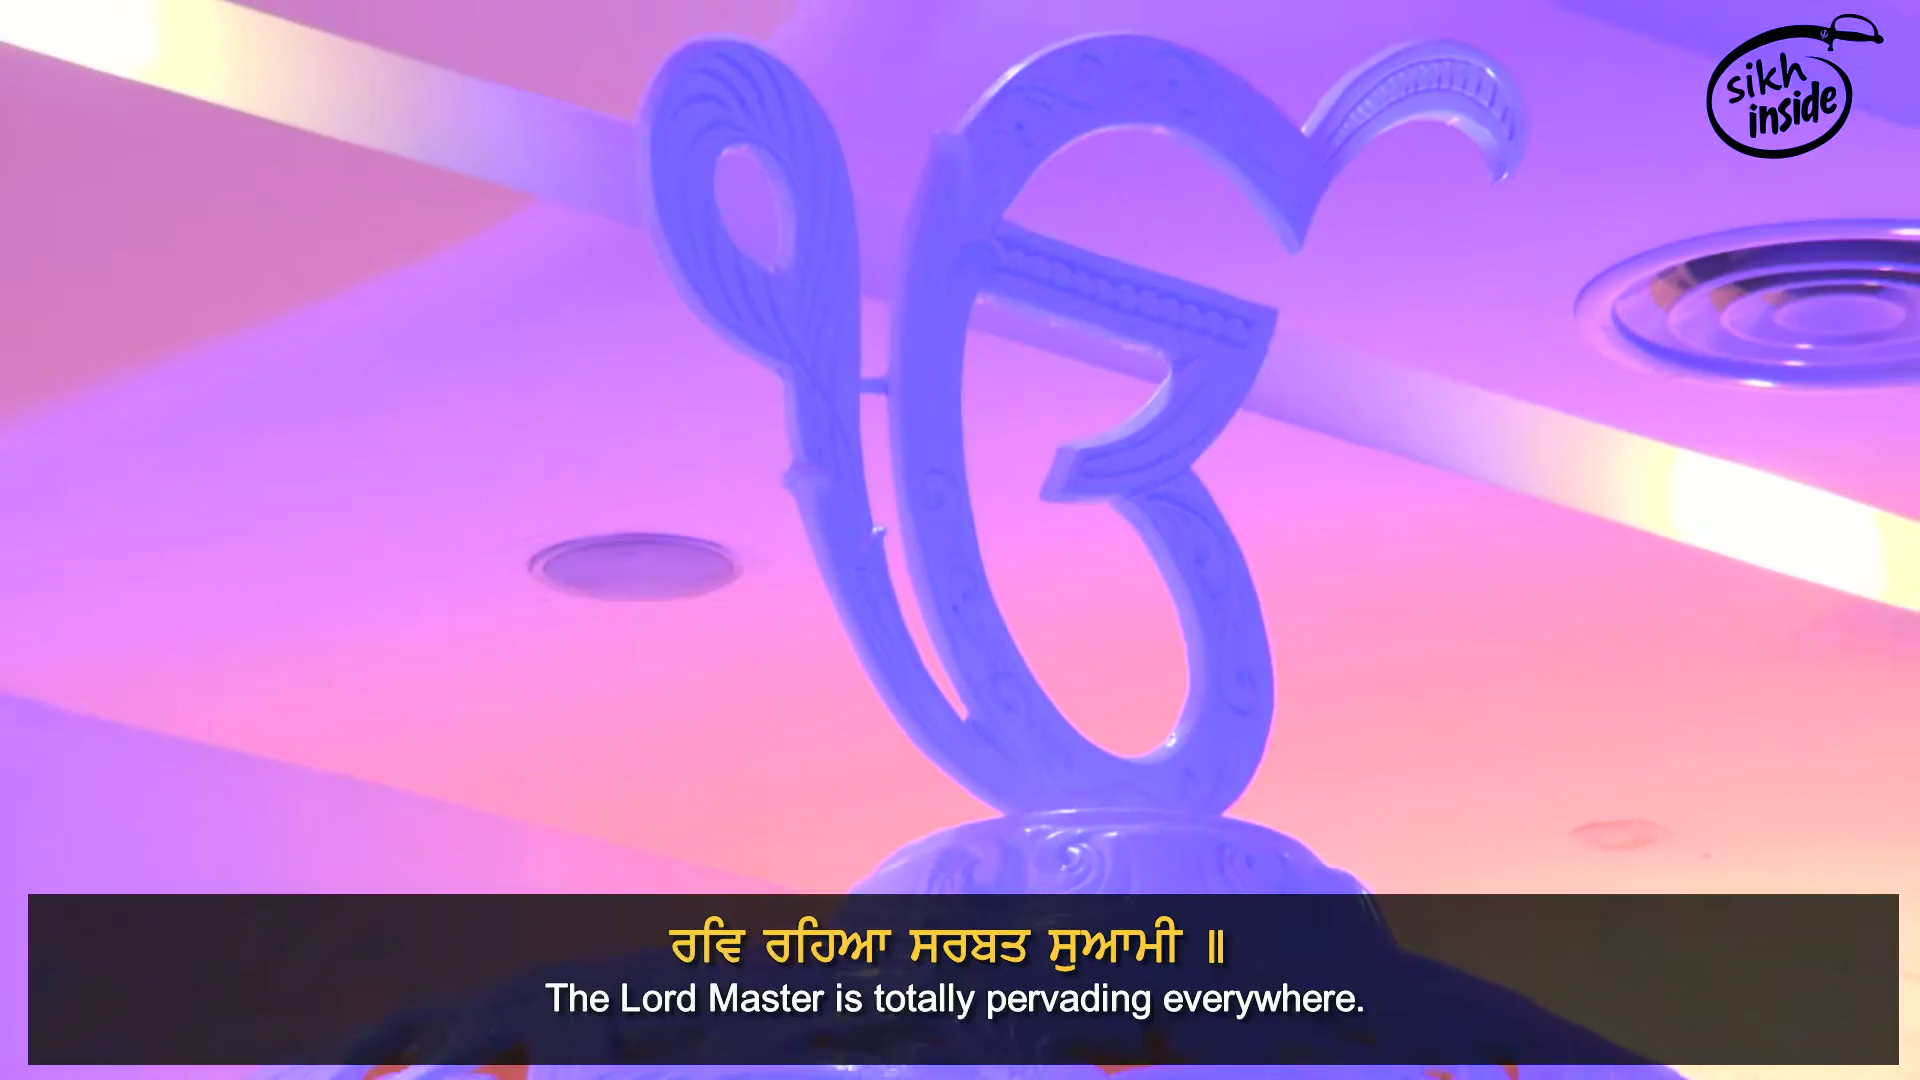 sikh
inside
ੴ
ਰਵਿ ਰਹਿਆ ਸਰਬਤ ਸੁਆਮੀ ॥
The Lord Master is totally pervading everywhere.